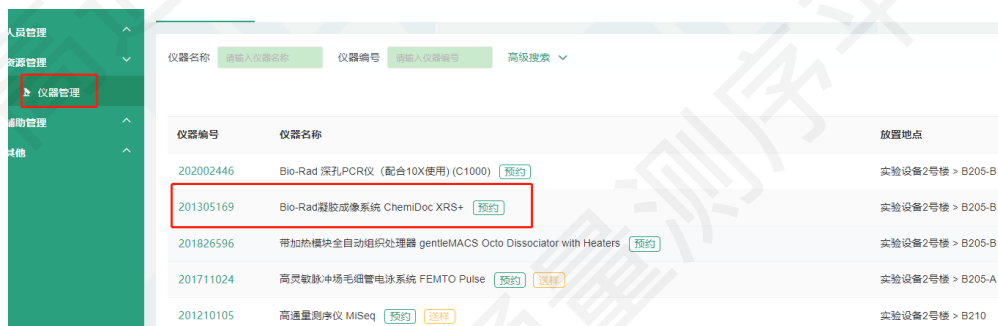 人员管理
资源管理
仪器管理
辅助管理
其他
仪器名称 请输入仪器名称 仪器编号 请输入仪器编号 高级搜索
仪器编号 仪器名称 放置地点
202002446 Bio-Rad 深孔PCR仪（配合10X使用) (C1000) 预约 实验设备2号楼 > B205-B
201305169 Bio-Rad凝胶成像系统 ChemiDoc XRS+ 预约 实验设备2号楼 > B205-B
201826596 带加热模块全自动组织处理器 gentleMACS Octo Dissociator with Heaters 预约 实验设备2号楼 > B205-B
201711024 高灵敏脉冲场毛细管电泳系统 FEMTO Pulse 预约 送样 实验设备2号楼 > B205-A
201210105 高通量测序仪 MiSeq 预约 送样 实验设备2号楼 > B210